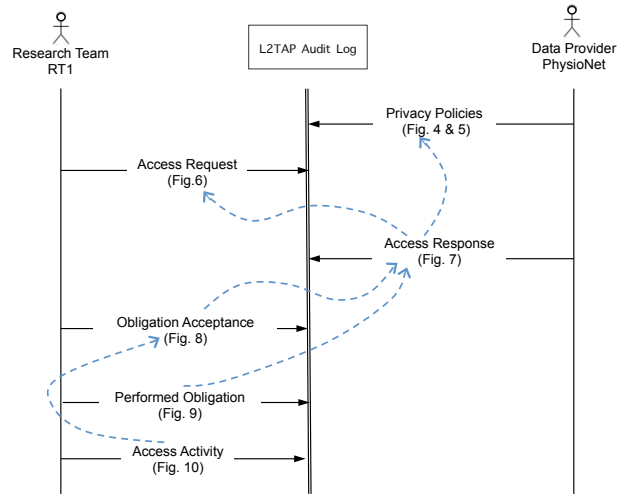 Research Team
RT1
L2TAP Audit Log
Data Provider
PhysioNet
Privacy Policies
(Fig. 4 & 5)
Access Request
(Fig.6)
Access Response
(Fig. 7)
Obligation Acceptance
(Fig. 8)
Performed Obligation
(Fig. 9)
Access Activity
(Fig. 10)